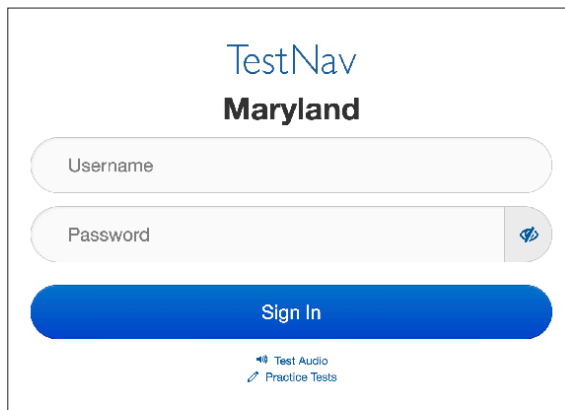 TestNav
Maryland
Username
Password
Sign In
Test Audio
Practice Tests